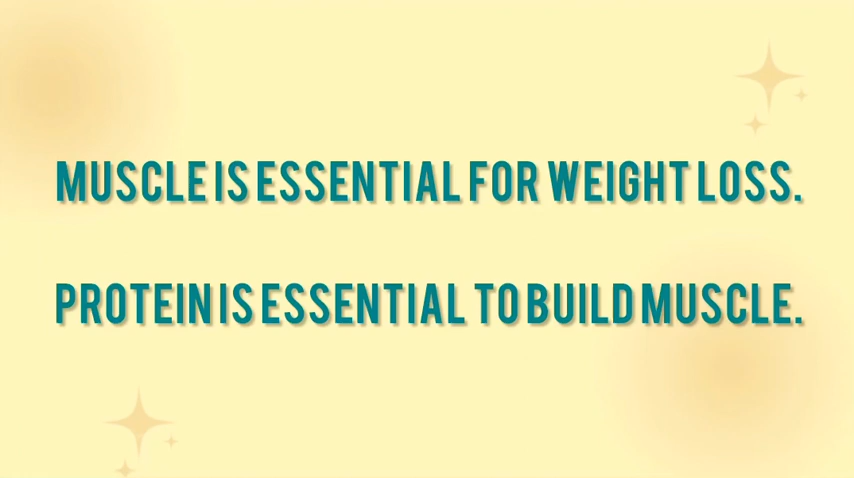 MUSCLE IS ESSENTIAL FOR WEIGHT LOSS.
PROTEIN IS ESSENTIAL TO BUILD MUSCLE.